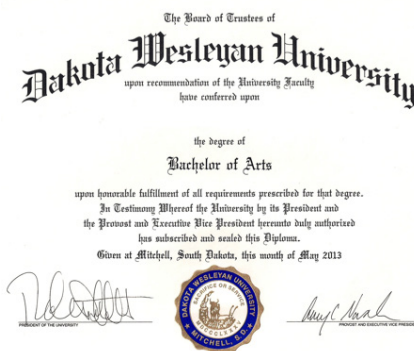 The Board of Trustees of
Dakota Wesleyan University
upon recommendation of the University Faculty
have conferred upon
the degree of
Bachelor of Arts
upon honorable fulfillment of all requirements prescribed for that degree.
In Testimony Whereof the University by its President and
the Provost and Executive Vice President hereunto duly authorized
has subscribed and sealed this Diploma.
Given at Mitchell, South Dakota, this month of May 2013
DAKOTA WESLEYAN UNIVERSITY
SACRIFICE OR SERVICE
MITCHELL, S.D.
PRESIDENT OF THE UNIVERSITY
PROVOST AND EXECUTIVE VICE PRESIDENT